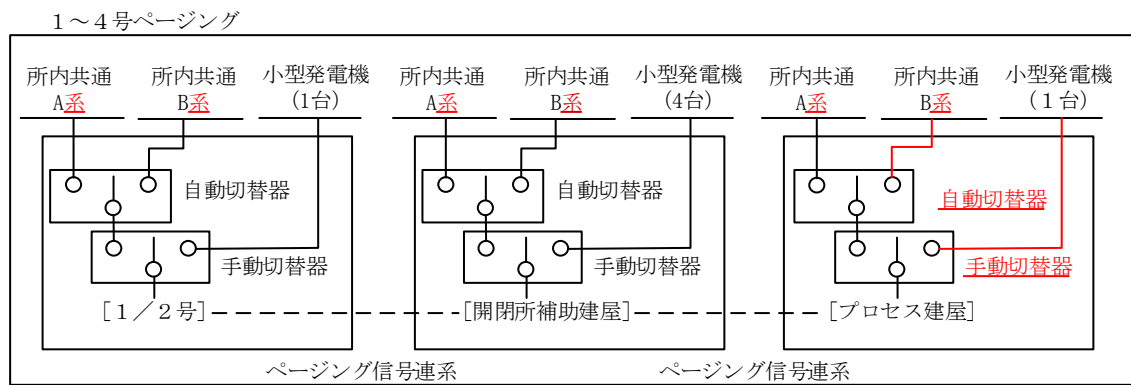 １～４号ページング
所内共通 所内共通 小型発電機 所内共通 所内共通 小型発電機 所内共通 所内共通 小型発電機
A系 B系 (1台) A系 B系 (4台) A系 B系 (１台)
自動切替器 自動切替器 自動切替器
手動切替器 手動切替器 手動切替器
[１／２号] [開閉所補助建屋] [プロセス建屋]
ページング信号連系 ページング信号連系